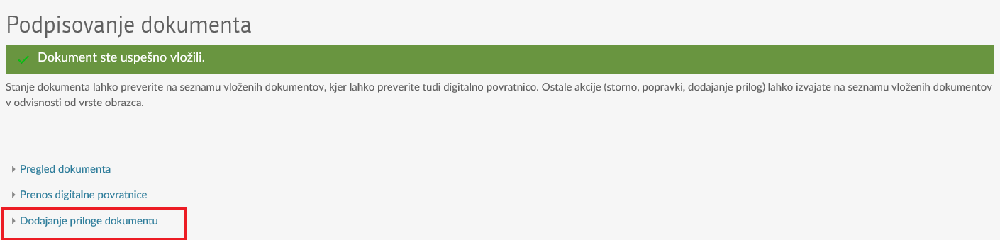 Podpisovanje dokumenta
Dokument ste uspešno vložili.
Stanje dokumenta lahko preverite na seznamu vloženih dokumentov, kjer lahko preverite tudi digitalno povratnico. Ostale akcije (storno, popravki, dodajanje prilog) lahko izvajate na seznamu vloženih dokumentov
v odvisnosti od vrste obrazca.
Pregled dokumenta
Prenos digitalne povratnice
Dodajanje priloge dokumentu